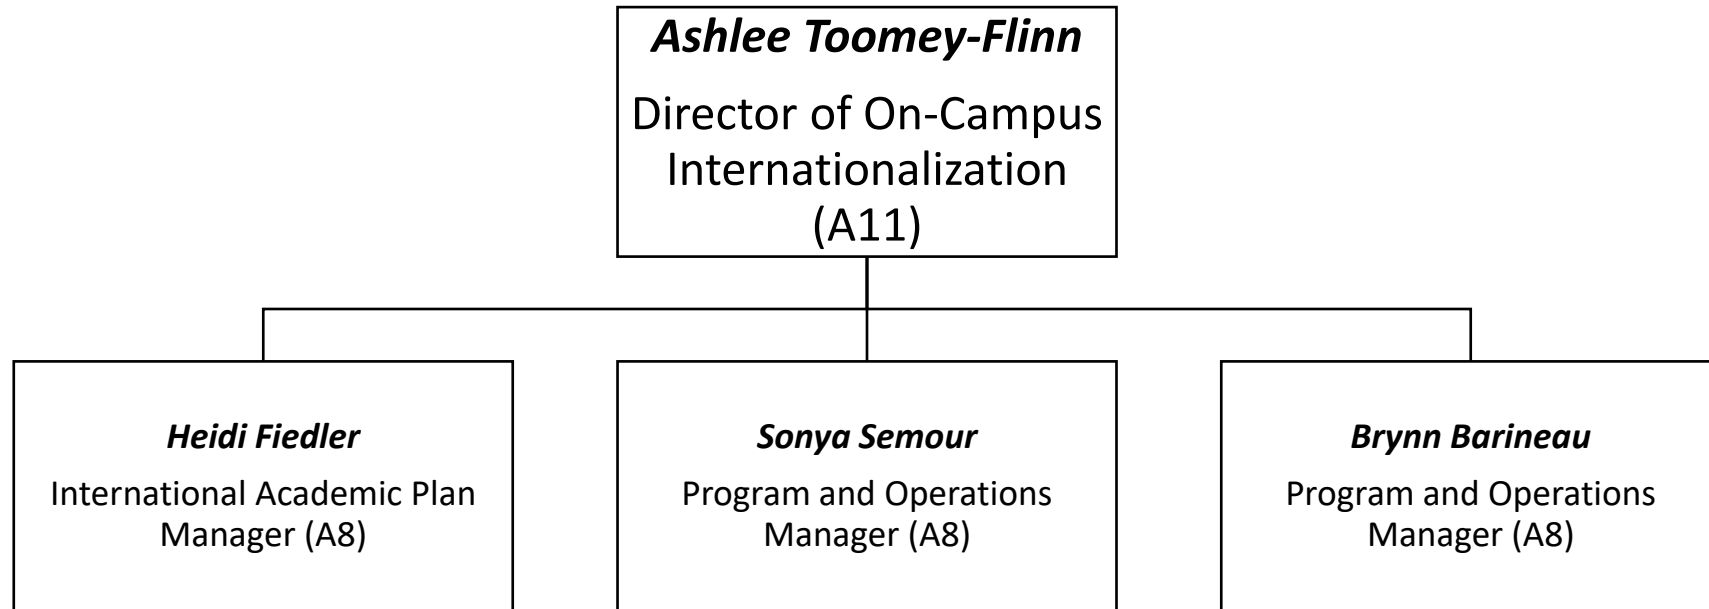 Ashlee Toomey-Flinn
Director of On-Campus
Internationalization
(A11)
Heidi Fiedler
International Academic Plan
Manager (A8)
Sonya Semour
Program and Operations
Manager (A8)
Brynn Barineau
Program and Operations
Manager (A8)